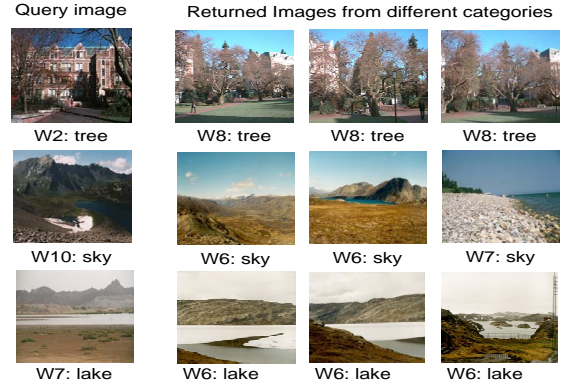 Query image
Returned Images from different categories
W2: tree
W8: tree
W8: tree
W8: tree
W10: sky
W6: sky
W6: sky
W7: sky
W7: lake
W6: lake
W6: lake
W6: lake